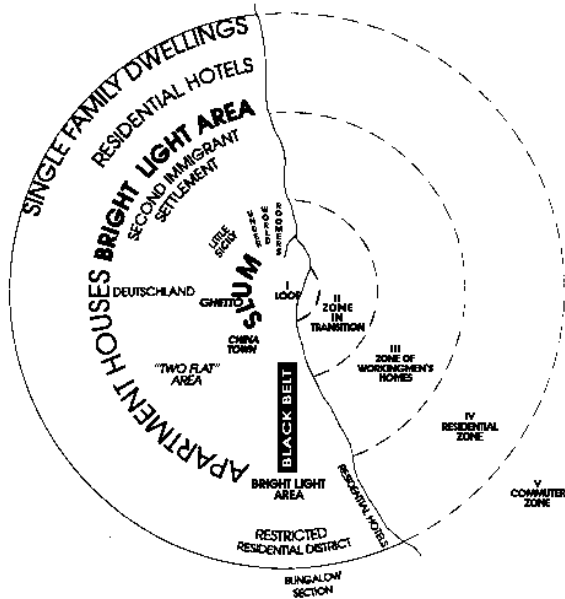 SINGLE FAMILY DWELLINGS
RESIDENTIAL HOTELS
BRIGHT LIGHT AREA
SECOND IMMIGRANT
SETTLEMENT
LITTLE
SICILY
UNDER
WORLD
ROOMERS
APARTMENT HOUSES
DEUTSCHLAND
GHETTO
SLUM
CHINA
TOWN
"TWO FLAT"
AREA
I
LOOP
II
ZONE
IN
TRANSITION
III
ZONE OF
WORKINGMEN'S
HOMES
IV
RESIDENTIAL
ZONE
V
COMMUTER
ZONE
BLACK BELT
BRIGHT LIGHT
AREA
RESIDENTIAL HOTELS
RESTRICTED
RESIDENTIAL DISTRICT
BUNGALOW
SECTION